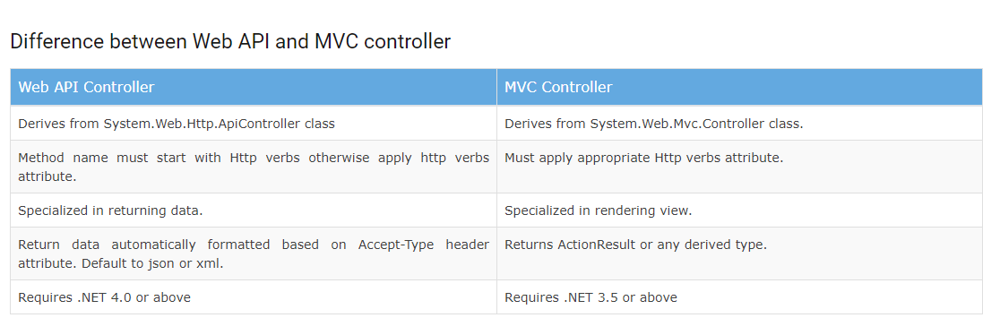 Difference between Web API and MVC controller
Web API Controller
MVC Controller
Derives from System.Web.Http.ApiController class
Derives from System.Web.Mvc.Controller class.
Method name must start with Http verbs otherwise apply http verbs
attribute.
Must apply appropriate Http verbs attribute.
Specialized in returning data.
Specialized in rendering view.
Return data automatically formatted based on Accept-Type header
attribute. Default to json or xml.
Returns ActionResult or any derived type.
Requires .NET 4.0 or above
Requires .NET 3.5 or above